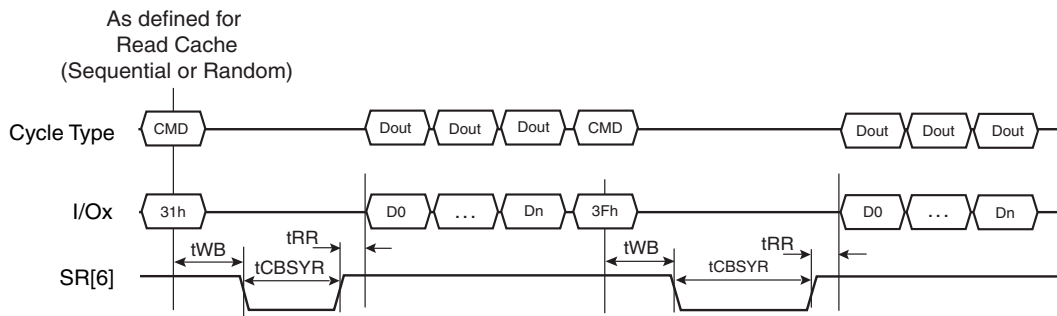 As defined for
Read Cache
(Sequential or Random)
Cycle Type CMD Dout Dout Dout CMD Dout Dout Dout
I/Ox 31h D0 ... Dn 3Fh D0 ... Dn
tWB tRR tWB tRR
SR[6] tCBSYR tCBSYR